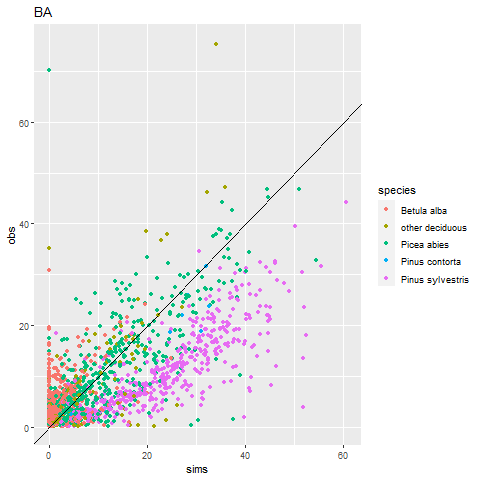 BA
obs
60
40
20
0
0
20
40
60
sims
species
Betula alba
other deciduous
Picea abies
Pinus contorta
Pinus sylvestris